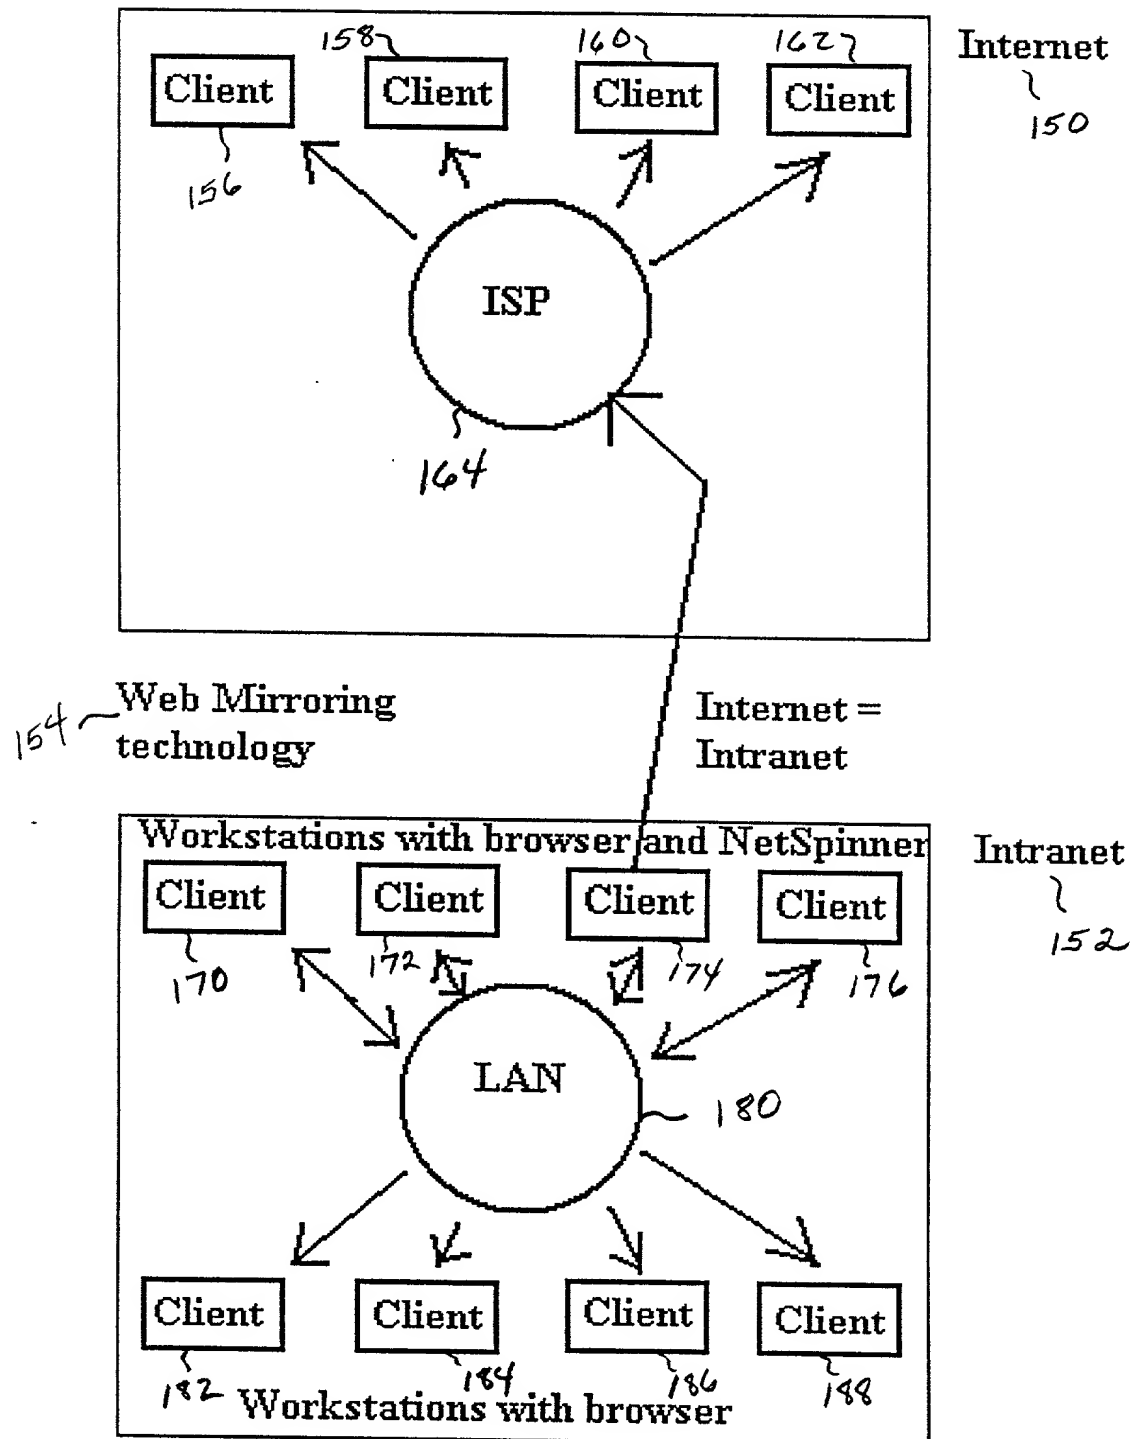 158 160 162
Internet
150
Client Client Client Client
156
ISP
164
154 Web Mirroring
technology
Internet =
Intranet
Workstations with browser and NetSpinner
Intranet
152
Client Client Client Client
170 172 174 176
LAN
180
Client Client Client Client
182 184 186 188
Workstations with browser